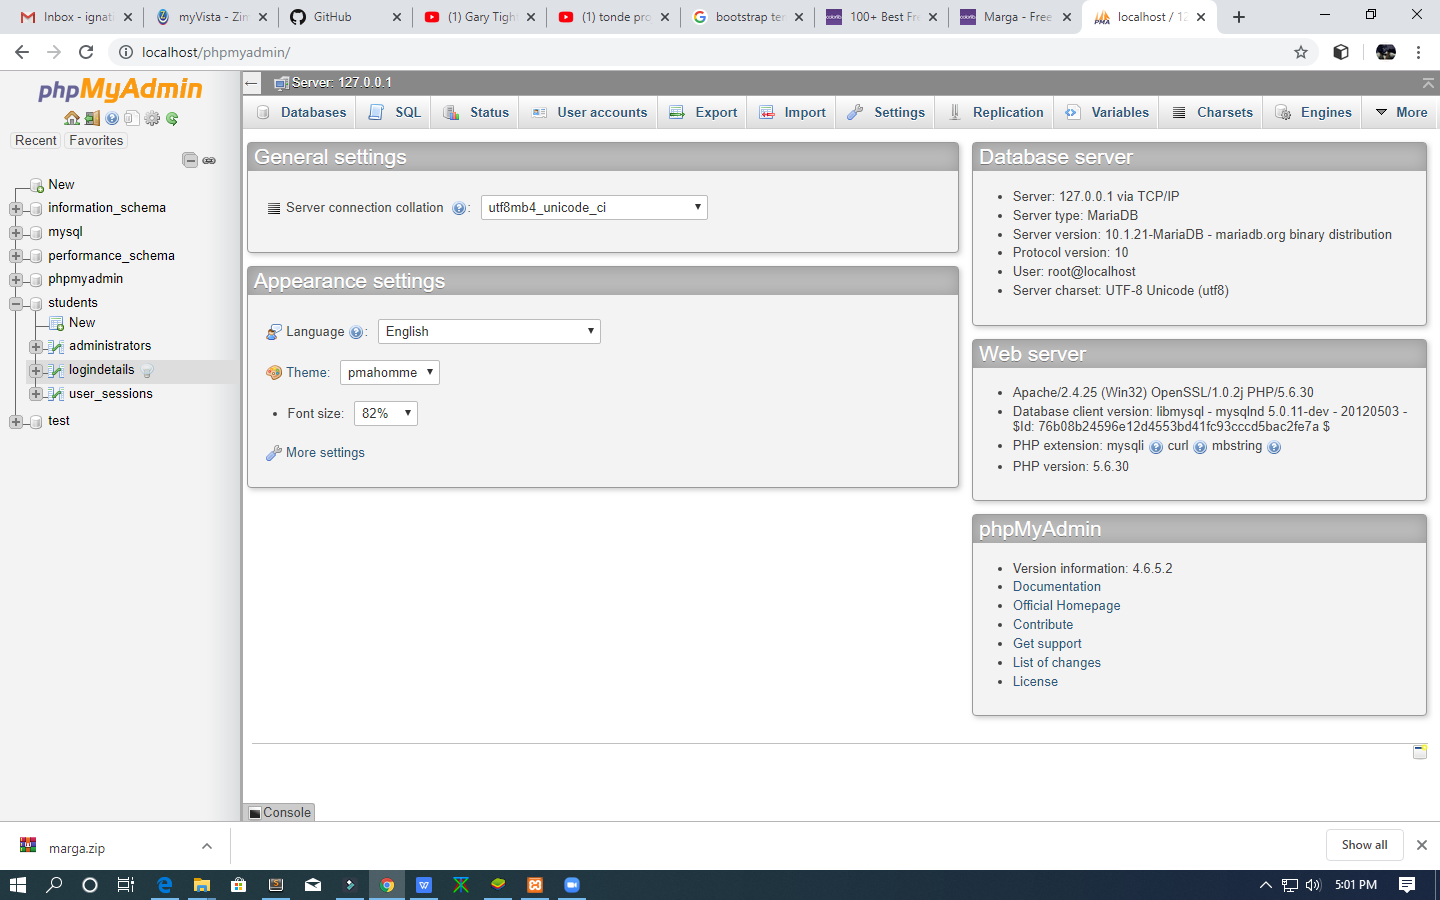 Inbox - ignati
myVista - Zim
GitHub
(1) Gary Tight
(1) tonde pro
bootstrap tem
100+ Best Fre
Marga - Free
localhost / 12
localhost/phpmyadmin/
phpMyAdmin
Recent
Favorites
New
information_schema
mysql
performance_schema
phpmyadmin
students
New
administrators
logindetails
user_sessions
test
Server: 127.0.0.1
Databases
SQL
Status
User accounts
Export
Import
Settings
Replication
Variables
Charsets
Engines
More
General settings
Server connection collation :
utf8mb4_unicode_ci
Appearance settings
Language :
English
Theme:
pmahomme
Font size:
82%
More settings
Database server
Server: 127.0.0.1 via TCP/IP
Server type: MariaDB
Server version: 10.1.21-MariaDB - mariadb.org binary distribution
Protocol version: 10
User: root@localhost
Server charset: UTF-8 Unicode (utf8)
Web server
Apache/2.4.25 (Win32) OpenSSL/1.0.2j PHP/5.6.30
Database client version: libmysql - mysqlnd 5.0.11-dev - 20120503 -
$Id: 76b08b24596e12d4553bd41fc93cccd5bac2fe7a $
PHP extension: mysqli curl mbstring
PHP version: 5.6.30
phpMyAdmin
Version information: 4.6.5.2
Documentation
Official Homepage
Contribute
Get support
List of changes
License
Console
marga.zip
Show all
5:01 PM